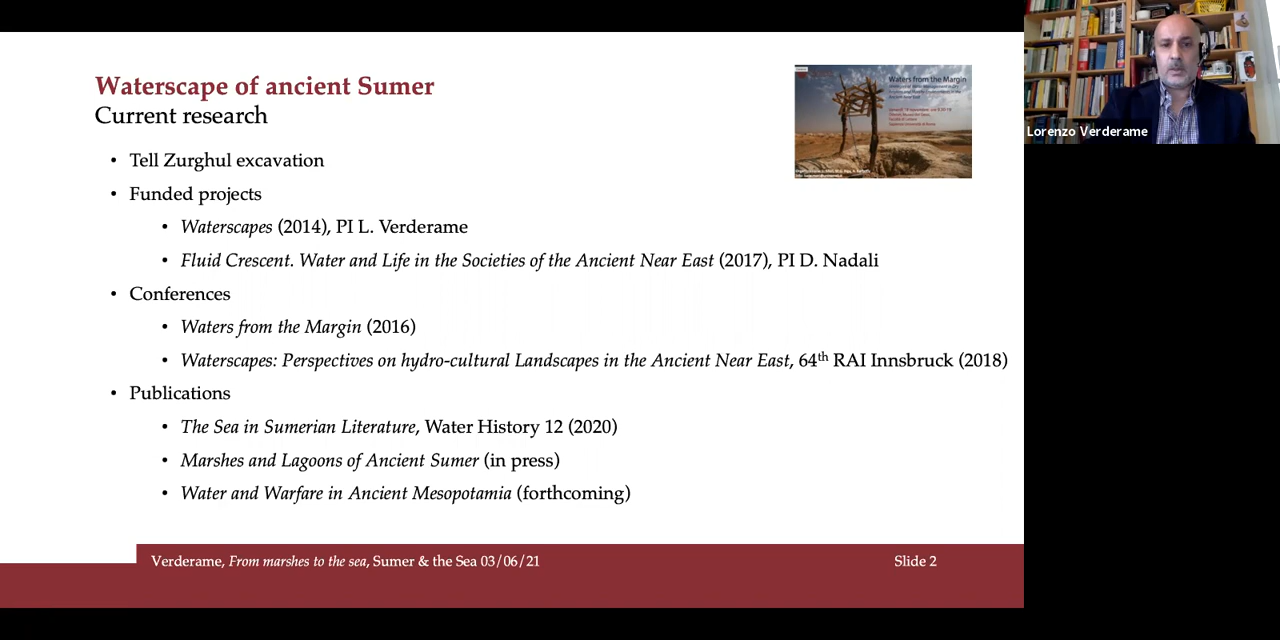 Waterscape of ancient Sumer
Current research
• Tell Zurghul excavation
• Funded projects
• Waterscapes (2014), PI L. Verderame
• Fluid Crescent. Water and Life in the Societies of the Ancient Near East (2017), PI D. Nadali
• Conferences
• Waters from the Margin (2016)
• Waterscapes: Perspectives on hydro-cultural Landscapes in the Ancient Near East, 64th RAI Innsbruck (2018)
• Publications
• The Sea in Sumerian Literature, Water History 12 (2020)
• Marshes and Lagoons of Ancient Sumer (in press)
• Water and Warfare in Ancient Mesopotamia (forthcoming)
Verderame, From marshes to the sea, Sumer & the Sea 03/06/21
Slide 2
Waters from the Margin
Lorenzo Verderame